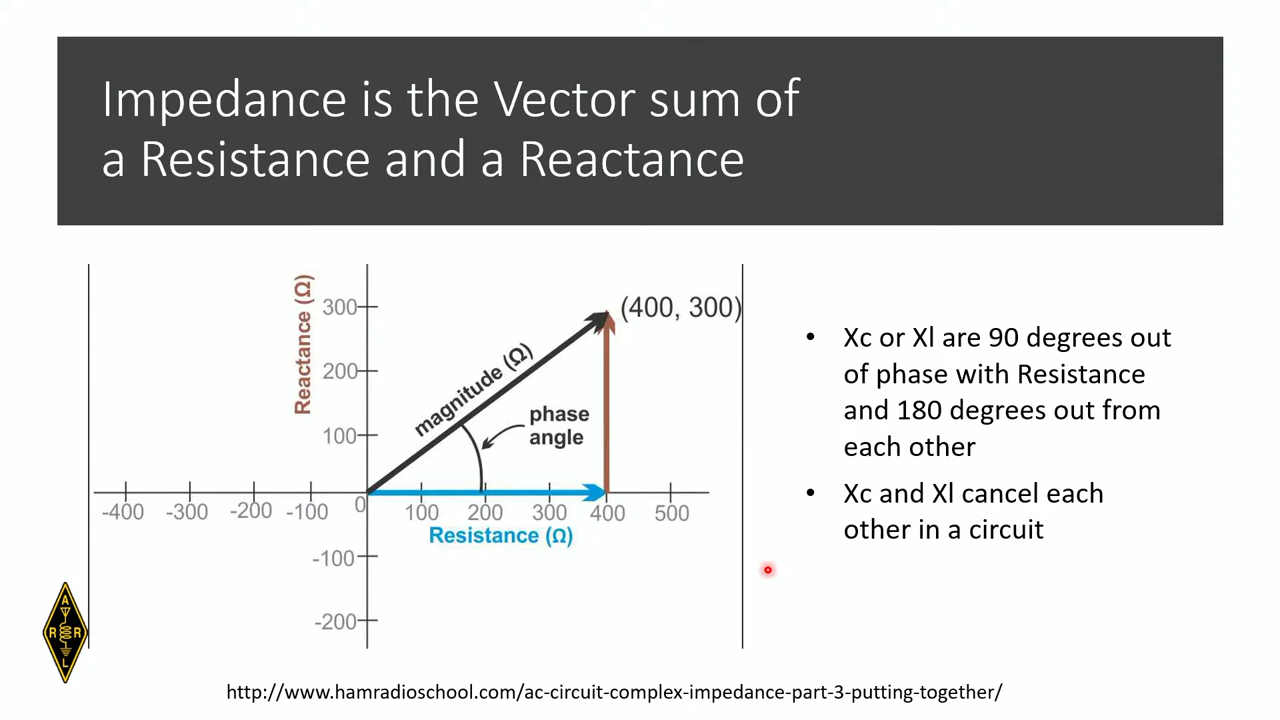 Impedance is the Vector sum of
a Resistance and a Reactance
Reactance (Ω)
300
200
100
0
-100
-200
-400 -300 -200 -100
100 200 300 400 500
Resistance (Ω)
magnitude (Ω)
phase
angle
(400, 300)
• Xc or Xl are 90 degrees out
of phase with Resistance
and 180 degrees out from
each other
• Xc and Xl cancel each
other in a circuit
A
R R
L
http://www.hamradioschool.com/ac-circuit-complex-impedance-part-3-putting-together/